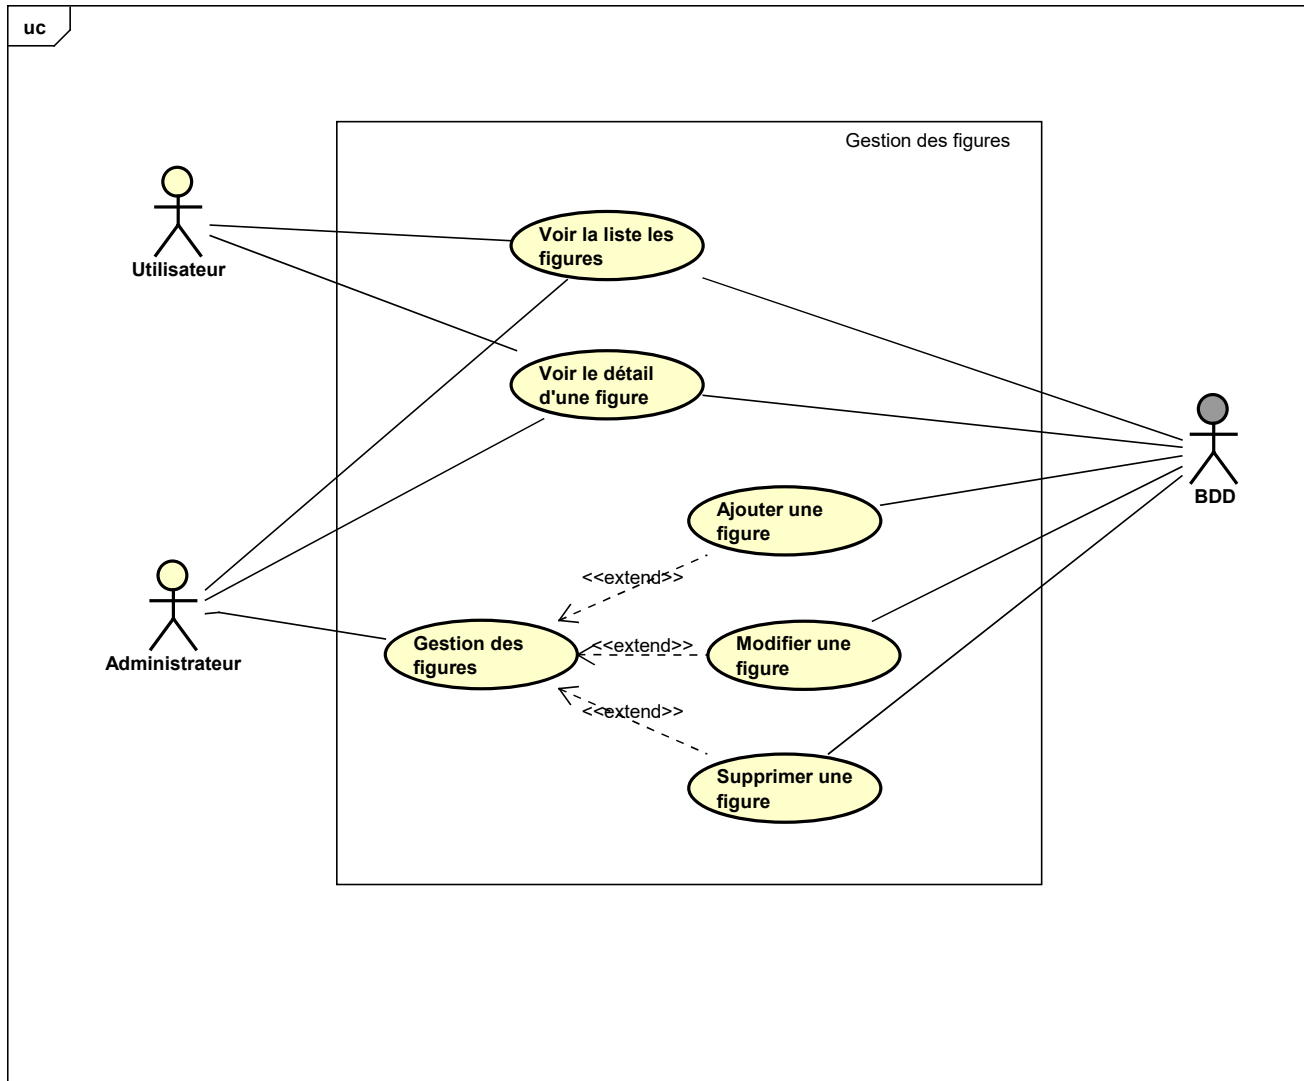 uc
Gestion des figures
Utilisateur
Voir la liste les
figures
Voir le détail
d'une figure
BDD
Ajouter une
figure
<<extend>>
Administrateur
Gestion des
figures
<<extend>>
Modifier une
figure
<<extend>>
Supprimer une
figure